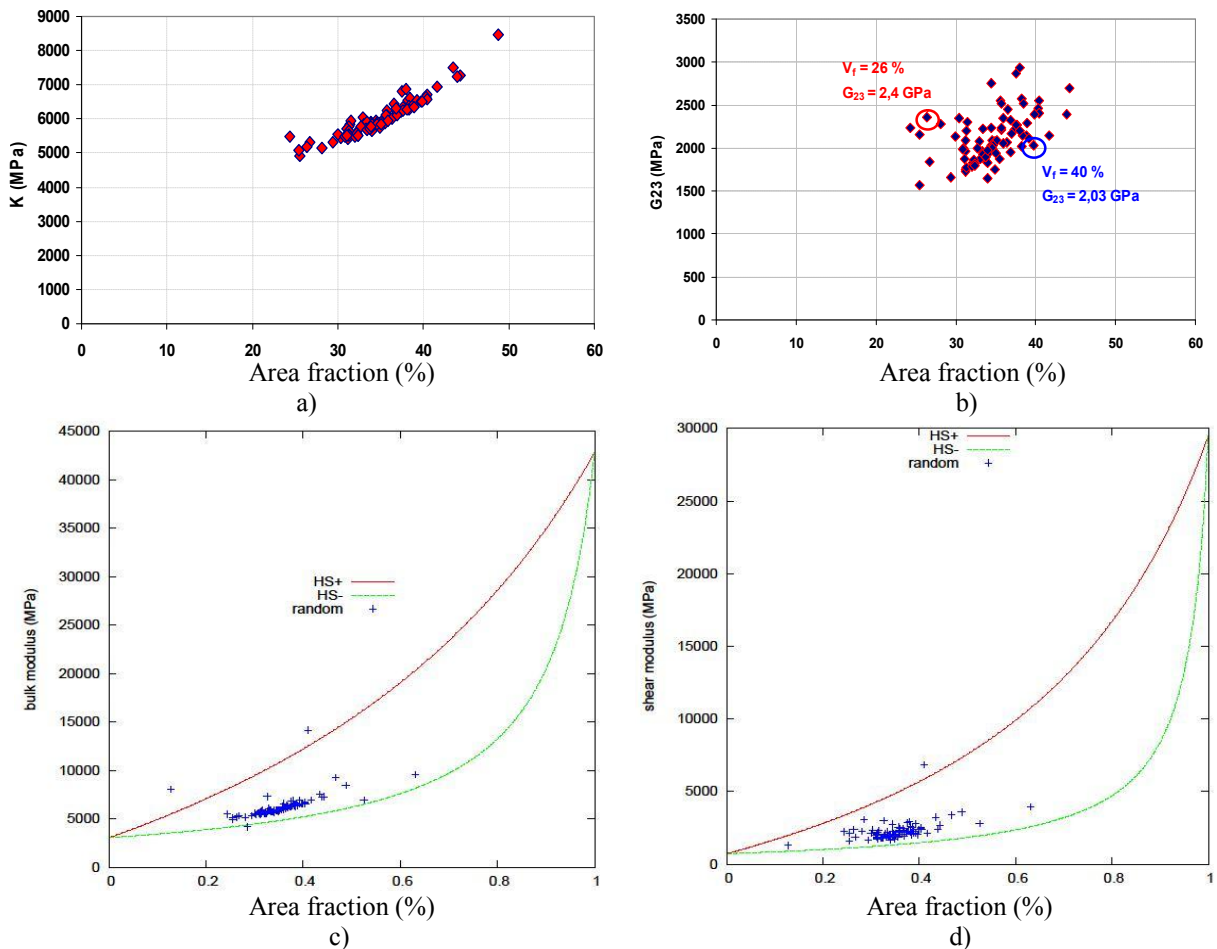 9000
8000
7000
6000
5000
4000
3000
2000
1000
0
K (MPa)
0 10 20 30 40 50 60
Area fraction (%)
a)
3500
3000
2500
2000
1500
1000
500
0
G23 (MPa)
Vf = 26 %
G23 = 2,4 GPa
Vf = 40 %
G23 = 2,03 GPa
0 10 20 30 40 50 60
Area fraction (%)
b)
45000
40000
35000
30000
25000
20000
15000
10000
5000
0
bulk modulus (MPa)
HS+
HS-
random
0 0.2 0.4 0.6 0.8 1
Area fraction (%)
c)
30000
25000
20000
15000
10000
5000
0
shear modulus (MPa)
HS+
HS-
random
0 0.2 0.4 0.6 0.8 1
Area fraction (%)
d)